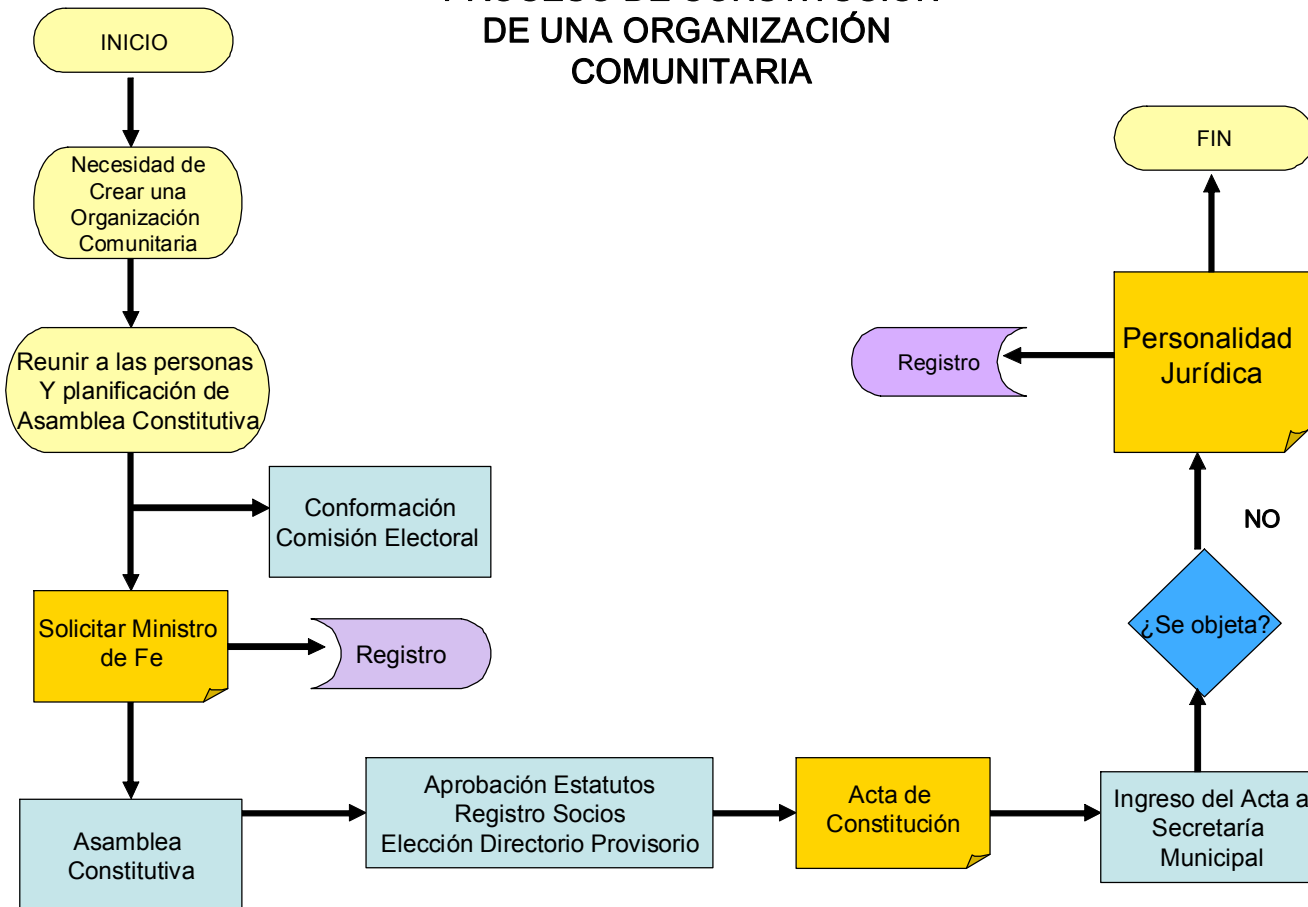 DE UNA ORGANIZACIÓN
COMUNITARIA
INICIO
Necesidad de
Crear una
Organización
Comunitaria
Reunir a las personas
Y planificación de
Asamblea Constitutiva
Conformación
Comisión Electoral
Solicitar Ministro
de Fe
Registro
Asamblea
Constitutiva
Aprobación Estatutos
Registro Socios
Elección Directorio Provisorio
Acta de
Constitución
Ingreso del Acta a
Secretaría
Municipal
¿Se objeta?
NO
Personalidad
Jurídica
Registro
FIN